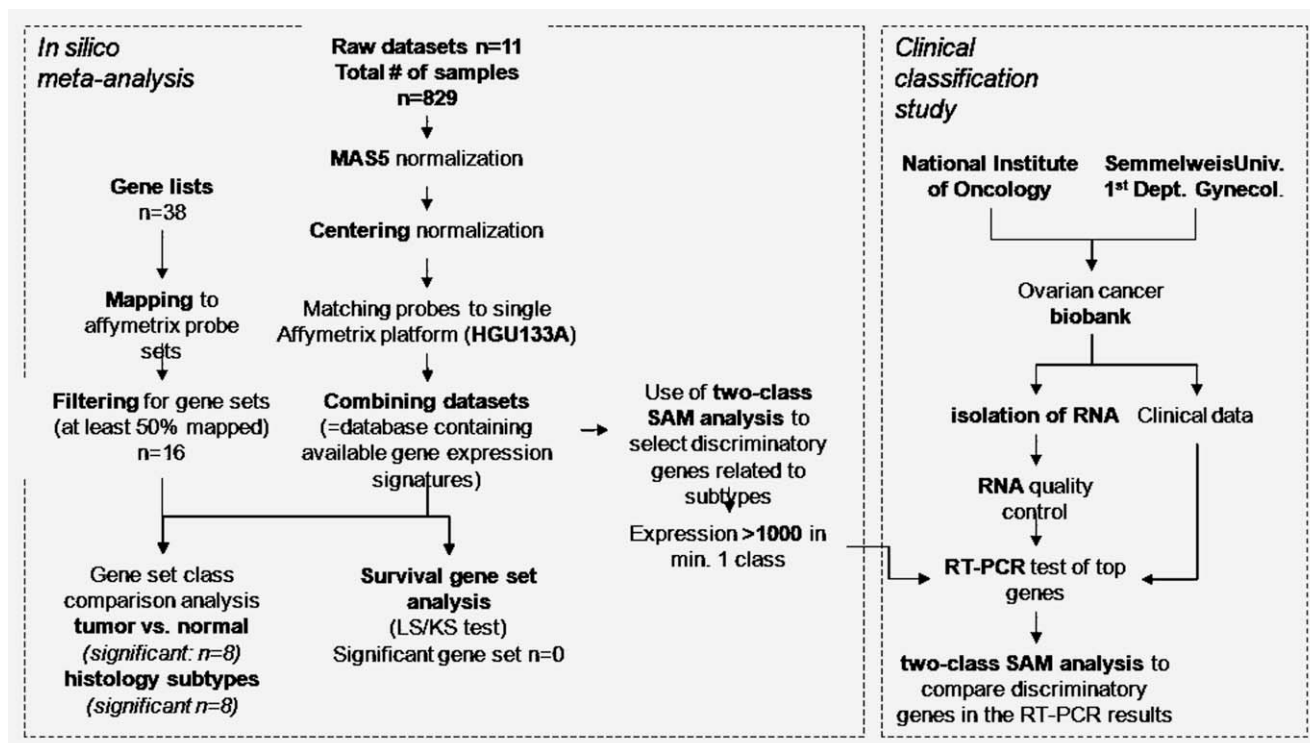 In silico
meta-analysis
Raw datasets n=11
Total # of samples
n=829
MAS5 normalization
Centering normalization
Matching probes to single
Affymetrix platform (HGU133A)
Combining datasets
(=database containing
available gene expression
signatures)
Gene lists
n=38
Mapping to
affymetrix probe
sets
Filtering for gene sets
(at least 50% mapped)
n=16
Gene set class
comparison analysis
tumor vs. normal
(significant: n=8)
histology subtypes
(significant n=8)
Survival gene set
analysis
(LS/KS test)
Significant gene set n=0
Use of two-class
SAM analysis to
select discriminatory
genes related to
subtypes
Expression >1000 in
min. 1 class
Clinical
classification
study
National Institute
of Oncology
SemmelweisUniv.
1st Dept. Gynecol.
Ovarian cancer
biobank
isolation of RNA
Clinical data
RNA quality
control
RT-PCR test of top
genes
two-class SAM analysis to
compare discriminatory
genes in the RT-PCR results